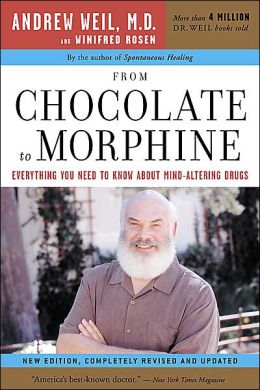 ANDREW WEIL, M.D.
AND WINIFRED ROSEN
More than 4 MILLION
DR. WEIL books sold
By the author of Spontaneous Healing
FROM
CHOCOLATE
to MORPHINE
EVERYTHING YOU NEED TO KNOW ABOUT MIND-ALTERING DRUGS
NEW EDITION, COMPLETELY REVISED AND UPDATED
"America's best-known doctor." — New York Times Magazine